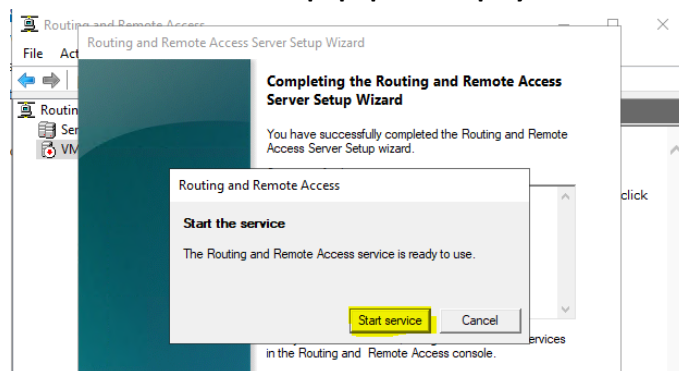 Routing and Remote Access
Routing and Remote Access Server Setup Wizard
File Act
Completing the Routing and Remote Access
Server Setup Wizard
Routin
Ser
VM
You have successfully completed the Routing and Remote
Access Server Setup wizard.
click
Routing and Remote Access
Start the service
The Routing and Remote Access service is ready to use.
Start service Cancel
ervices
in the Routing and Remote Access console.